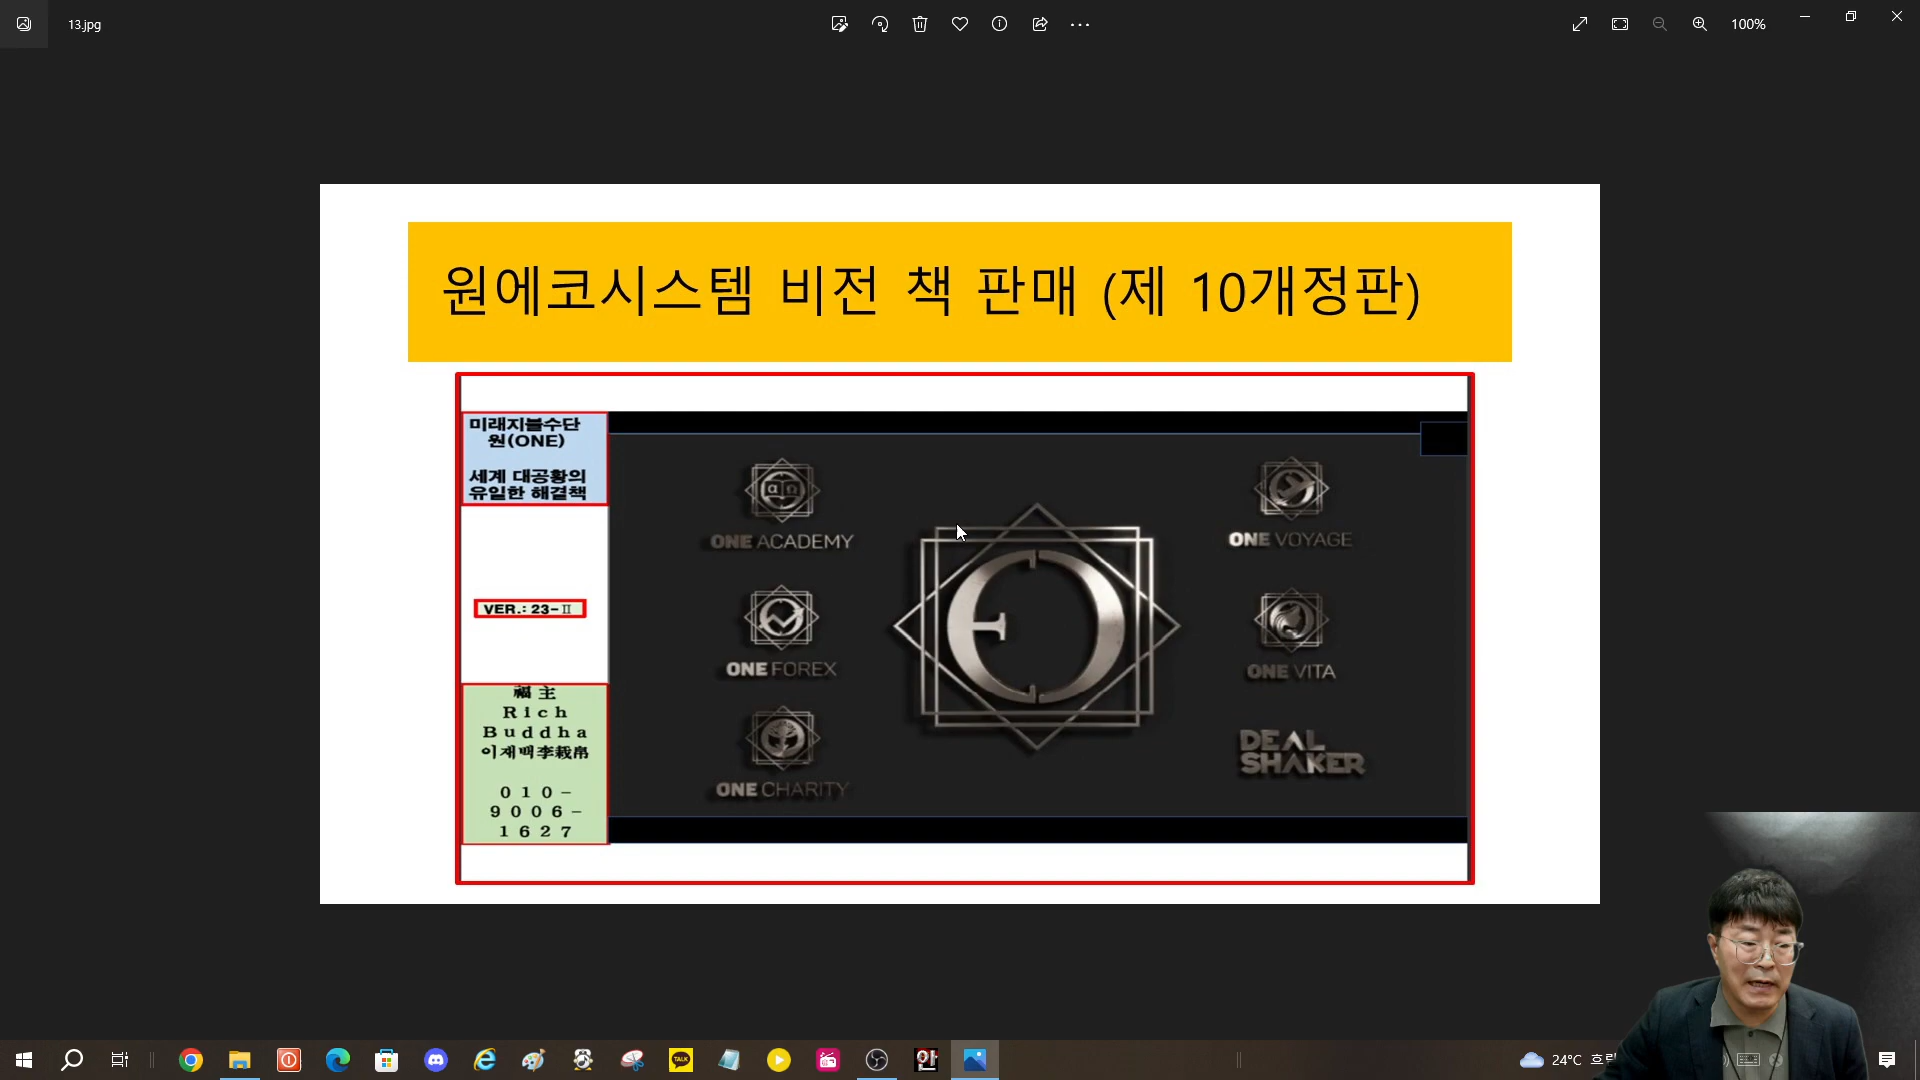 13.jpg
100%
원에코시스템 비전 책 판매 (제 10개정판)
미래지불수단
원(ONE)
세계 대공황의
유일한 해결책
VER.: 23-Ⅱ
福主
Rich
Buddha
이재백李栽帛
010-
9006-
1627
ONE ACADEMY
ONE FOREX
ONE CHARITY
ONE VOYAGE
ONE VITA
DEAL
SHAKER
TALK
안
24°C